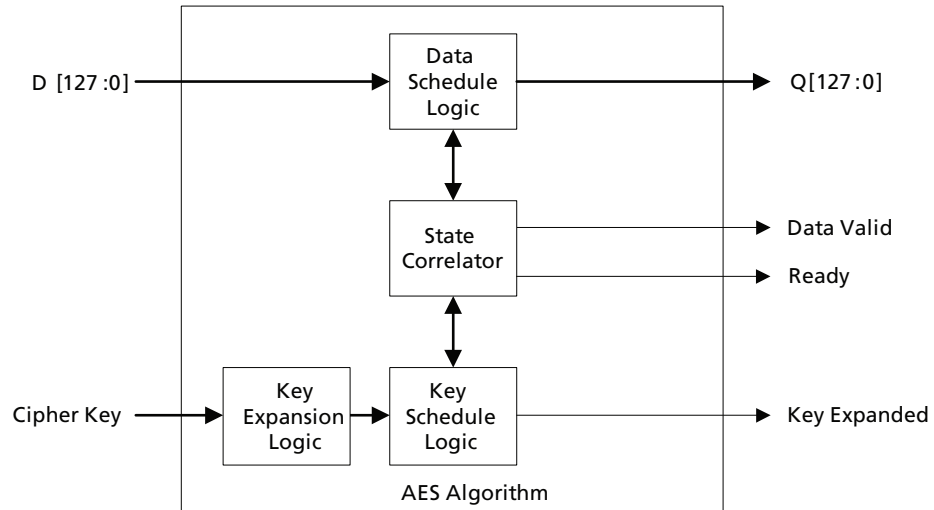 Data
Schedule
Logic
D [127:0]
Q[127:0]
State
Correlator
Data Valid
Ready
Cipher Key
Key
Expansion
Logic
Key
Schedule
Logic
Key Expanded
AES Algorithm